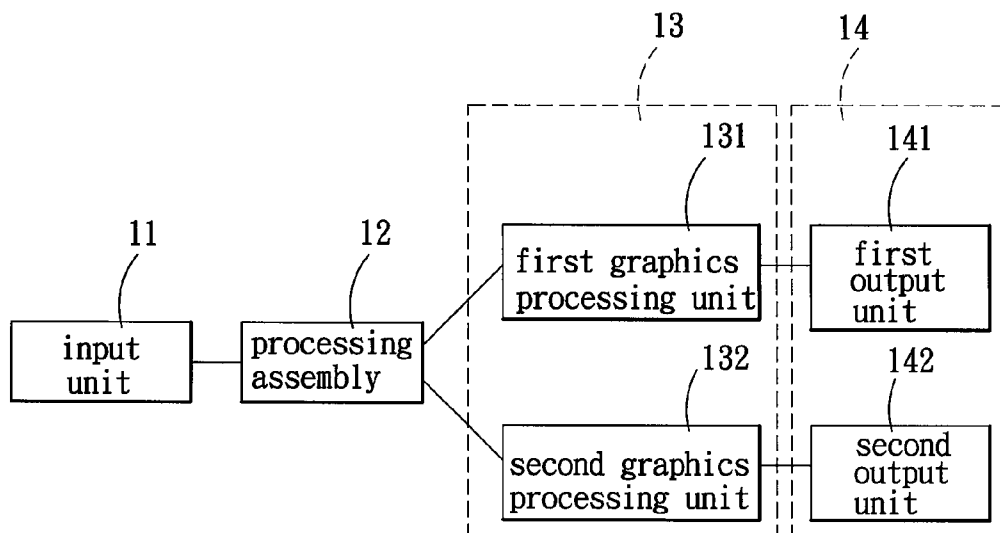 13
14
131
141
11
12
first graphics
processing unit
first
output
unit
input
unit
processing
assembly
132
142
second graphics
processing unit
second
output
unit